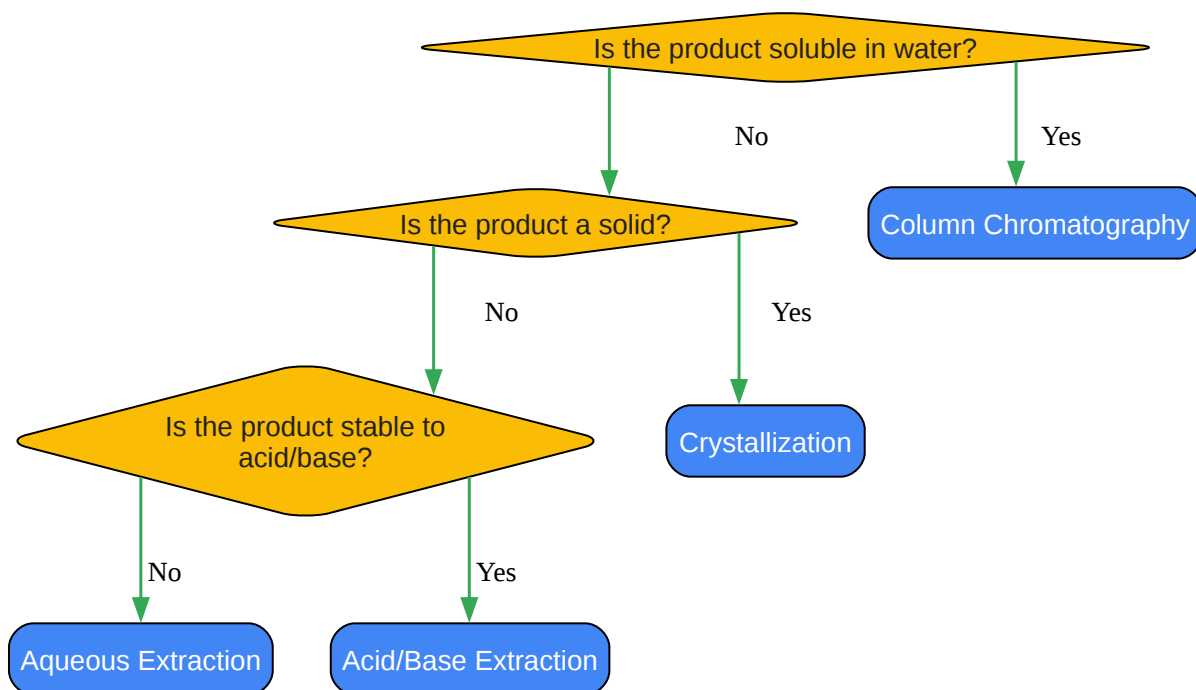 Is the product soluble in water?
No
Yes
Is the product a solid?
Column Chromatography
No
Yes
Is the product stable to
acid/base?
Crystallization
No
Yes
Aqueous Extraction
Acid/Base Extraction